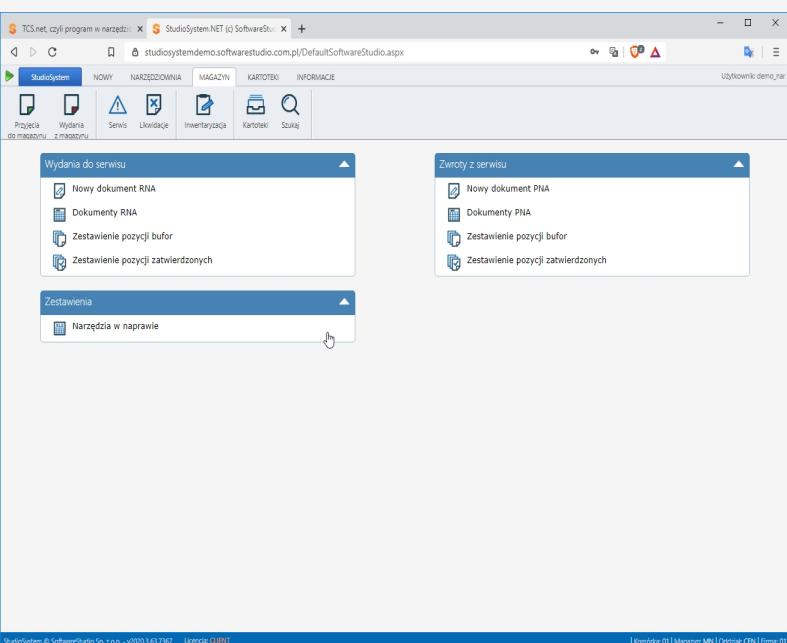 TCS.net, czyli program w narzędzi
StudioSystem.NET (c) SoftwareStud
studiosystemdemo.softwarestudio.com.pl/DefaultSoftwareStudio.aspx
StudioSystem NOWY NARZĘDZIOWNIA MAGAZYN KARTOTEKI INFORMACJE
Użytkownik: demo_nar
Przyjęcia do magazynu
Wydania z magazynu
Serwis
Likwidacje
Inwentaryzacja
Kartoteki
Szukaj
Wydania do serwisu
Nowy dokument RNA
Dokumenty RNA
Zestawienie pozycji bufor
Zestawienie pozycji zatwierdzonych
Zwroty z serwisu
Nowy dokument PNA
Dokumenty PNA
Zestawienie pozycji bufor
Zestawienie pozycji zatwierdzonych
Zestawienia
Narzędzia w naprawie
StudioSystem © SoftwareStudio Sp. z o.o. - v2020.3.63.7367 Licencja: CLIENT
| Komórka: 01 | Magazyn: MN | Oddział: CEN | Firma: 01